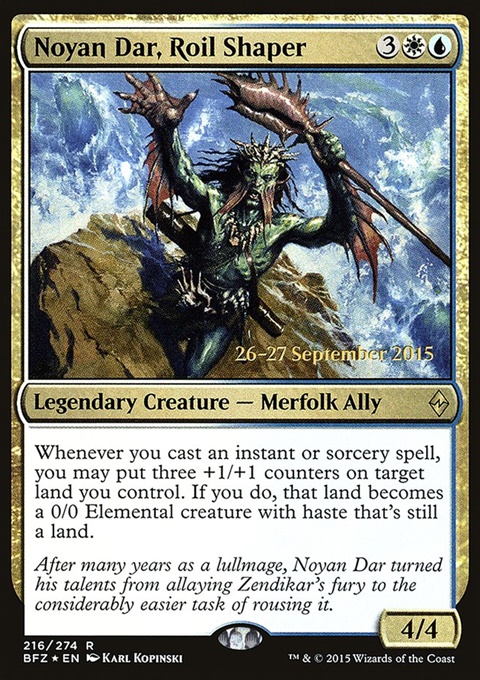 Noyan Dar, Roil Shaper 3
26–27 September 2015
Legendary Creature — Merfolk Ally
Whenever you cast an instant or sorcery spell,
you may put three +1/+1 counters on target
land you control. If you do, that land becomes
a 0/0 Elemental creature with haste that's still
a land.
After many years as a lullmage, Noyan Dar turned
his talents from allaying Zendikar's fury to the
considerably easier task of rousing it.
4/4
216/274 R
BFZ ★ EN Karl Kopinski
™ & © 2015 Wizards of the Coast